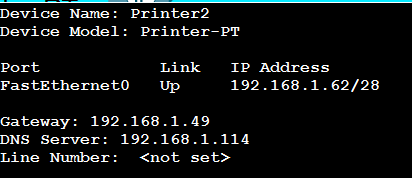 Device Name: Printer2
Device Model: Printer-PT
Port Link IP Address
FastEthernet0 Up 192.168.1.62/28
Gateway: 192.168.1.49
DNS Server: 192.168.1.114
Line Number: <not set>